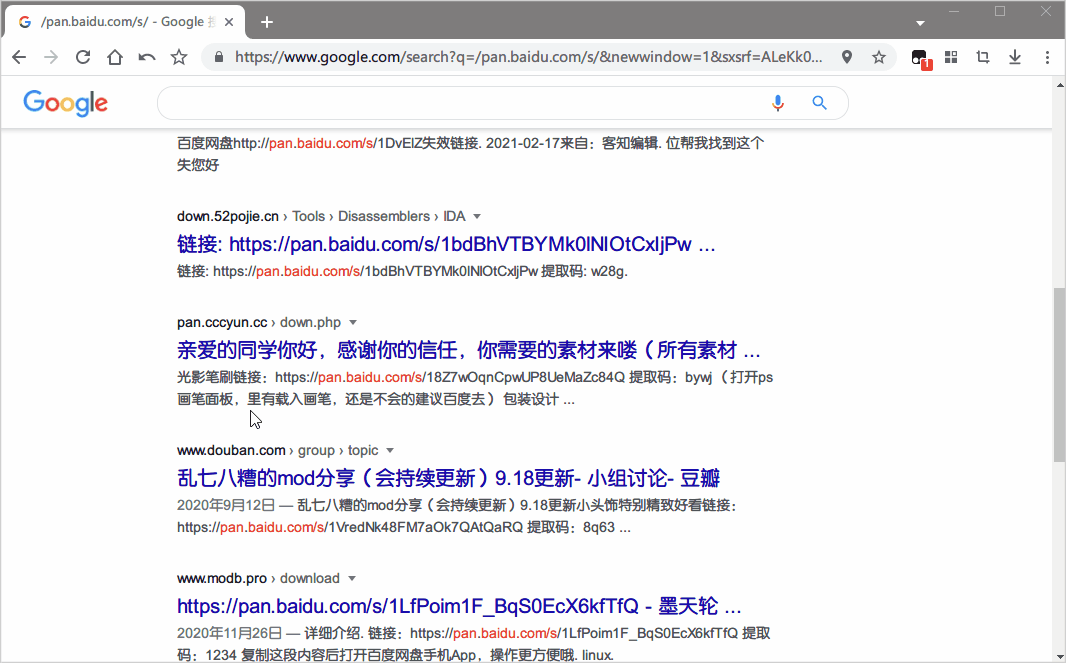 /pan.baidu.com/s/ - Google
https://www.google.com/search?q=/pan.baidu.com/s/&newwindow=1&sxsrf=ALeKk0...
1
Google
百度网盘http://pan.baidu.com/s/1DvElZ失效链接. 2021-02-17来自：客知编辑. 位帮我找到这个
失您好
down.52pojie.cn › Tools › Disassemblers › IDA
链接: https://pan.baidu.com/s/1bdBhVTBYMk0lNlOtCxljPw ...
链接: https://pan.baidu.com/s/1bdBhVTBYMk0lNlOtCxljPw 提取码: w28g.
pan.cccyun.cc › down.php
亲爱的同学你好，感谢你的信任，你需要的素材来喽（所有素材 ...
光影笔刷链接：https://pan.baidu.com/s/18Z7wOqnCpwUP8UeMaZc84Q 提取码：bywj （打开ps
画笔面板，里有载入画笔，还是不会的建议百度去） 包装设计 ...
www.douban.com › group › topic
乱七八糟的mod分享（会持续更新）9.18更新- 小组讨论- 豆瓣
2020年9月12日 — 乱七八糟的mod分享（会持续更新）9.18更新小头饰特别精致好看链接：
https://pan.baidu.com/s/1VredNk48FM7aOk7QAtQaRQ 提取码：8q63 ...
www.modb.pro › download
https://pan.baidu.com/s/1LfPoim1F_BqS0EcX6kfTfQ - 墨天轮 ...
2020年11月26日 — 详细介绍. 链接：https://pan.baidu.com/s/1LfPoim1F_BqS0EcX6kfTfQ 提取
码：1234 复制这段内容后打开百度网盘手机App，操作更方便哦. linux.